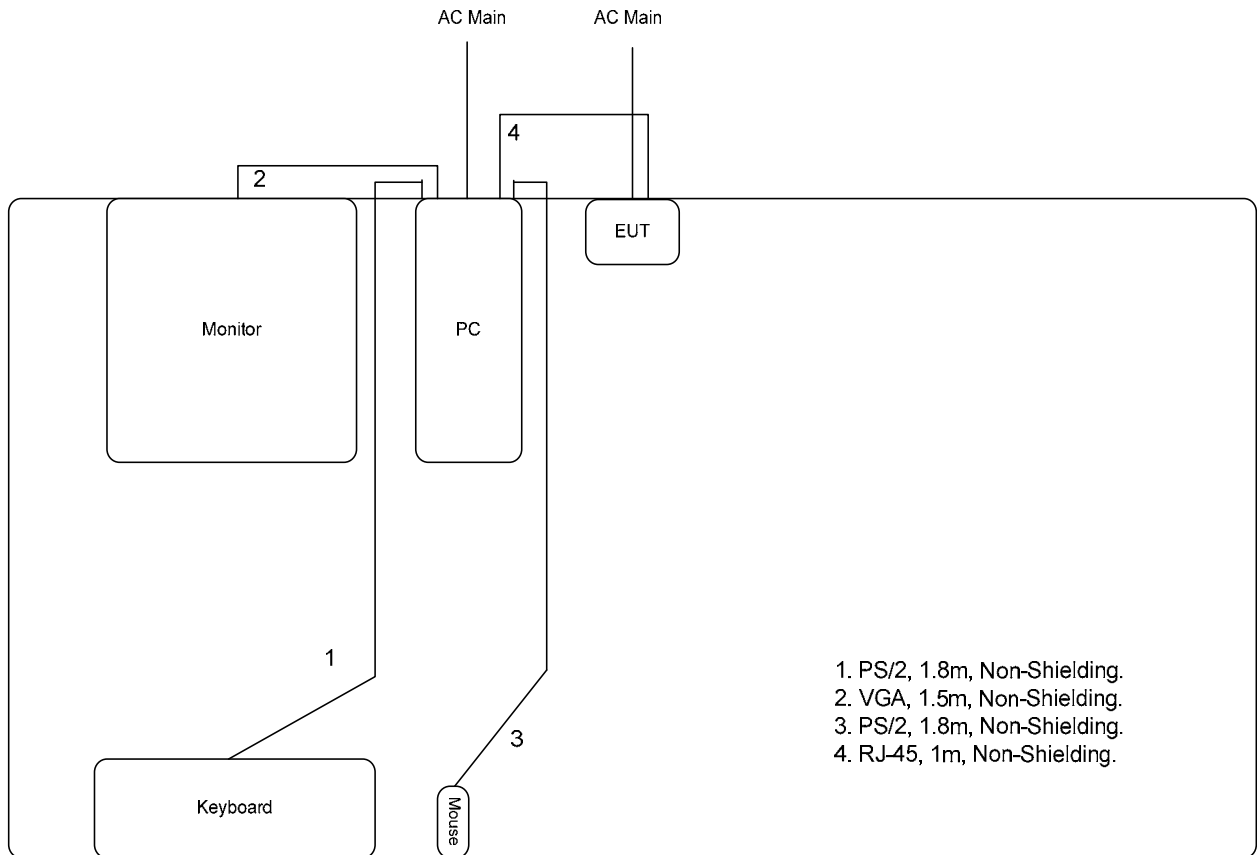 AC Main
AC Main
4
2
EUT
Monitor
PC
1
1. PS/2, 1.8m, Non-Shielding.
2. VGA, 1.5m, Non-Shielding.
3. PS/2, 1.8m, Non-Shielding.
4. RJ-45, 1m, Non-Shielding.
3
Keyboard
Mouse